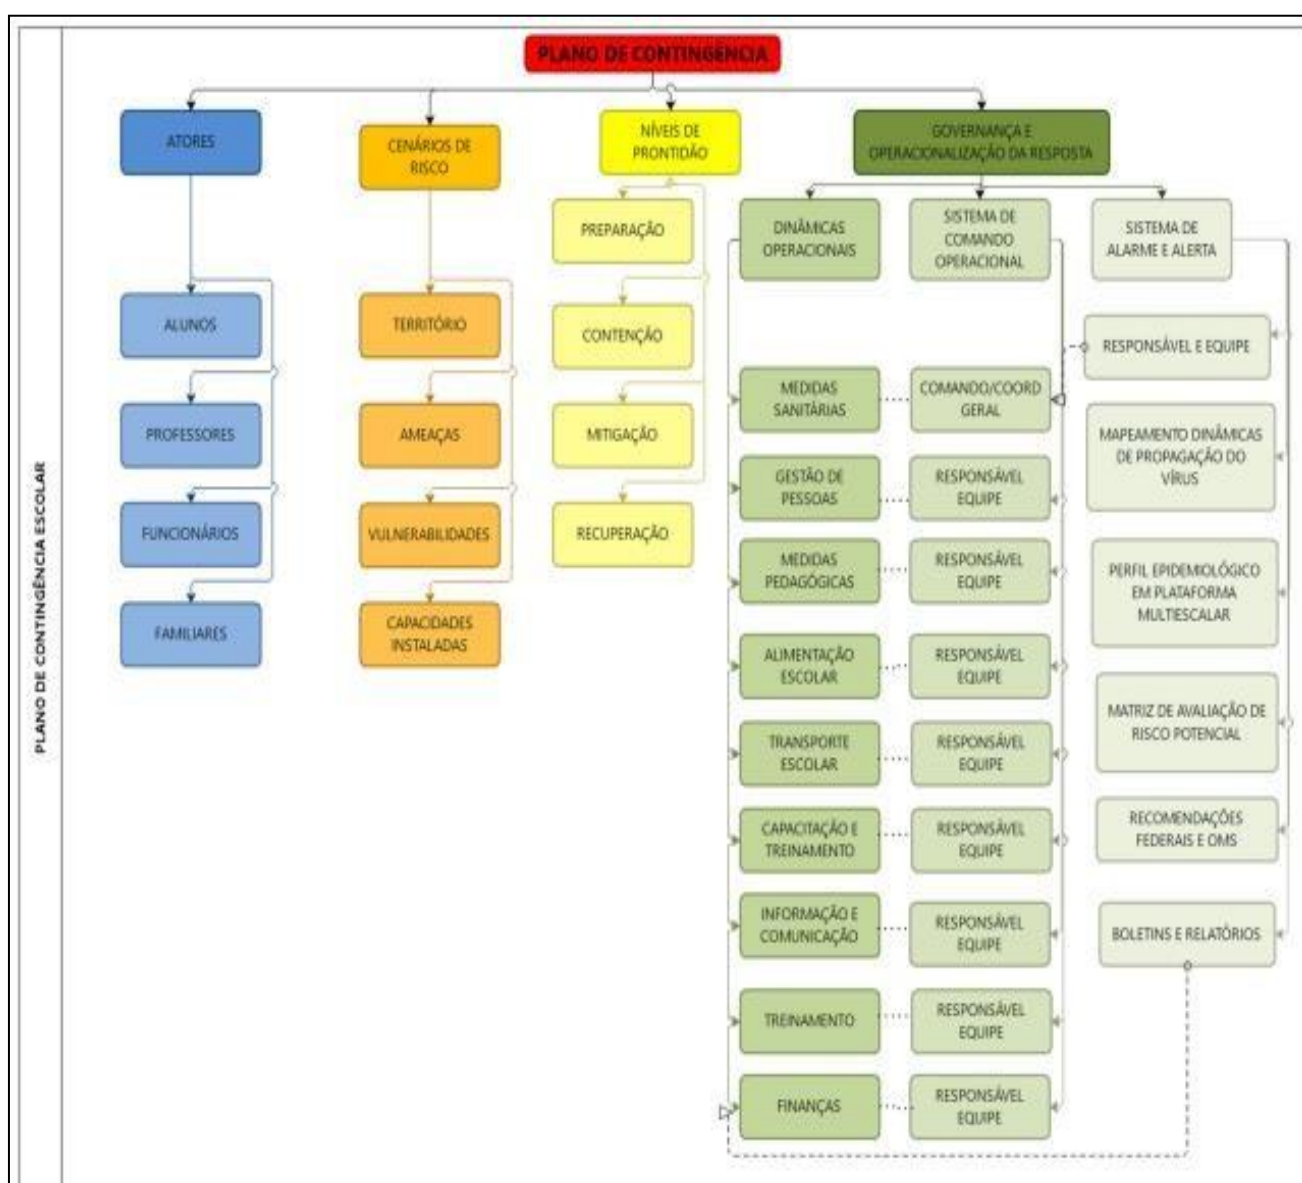 PLANO DE CONTINGÊNCIA ESCOLAR
PLANO DE CONTINGÊNCIA
ATORES
ALUNOS
PROFESSORES
FUNCIONÁRIOS
FAMILIARES
CENÁRIOS DE
RISCO
TERRITÓRIO
AMEAÇAS
VULNERABILIDADES
CAPACIDADES
INSTALADAS
NÍVEIS DE
PRONTIDÃO
PREPARAÇÃO
CONTENÇÃO
MITIGAÇÃO
RECUPERAÇÃO
GOVERNANÇA E
OPERACIONALIZAÇÃO DA RESPOSTA
DINÂMICAS
OPERACIONAIS
MEDIDAS
SANITÁRIAS
GESTÃO DE
PESSOAS
MEDIDAS
PEDAGÓGICAS
ALIMENTAÇÃO
ESCOLAR
TRANSPORTE
ESCOLAR
CAPACITAÇÃO E
TREINAMENTO
INFORMAÇÃO E
COMUNICAÇÃO
TREINAMENTO
FINANÇAS
SISTEMA DE
COMANDO
OPERACIONAL
COMANDO/COORD
GERAL
RESPONSÁVEL
EQUIPE
RESPONSÁVEL
EQUIPE
RESPONSÁVEL
EQUIPE
RESPONSÁVEL
EQUIPE
RESPONSÁVEL
EQUIPE
RESPONSÁVEL
EQUIPE
RESPONSÁVEL
EQUIPE
RESPONSÁVEL
EQUIPE
SISTEMA DE
ALARME E ALERTA
RESPONSÁVEL E EQUIPE
MAPEAMENTO DINÂMICAS
DE PROPAGAÇÃO DO
VÍRUS
PERFIL EPIDEMIOLÓGICO
EM PLATAFORMA
MULTIESCALAR
MATRIZ DE AVALIAÇÃO DE
RISCO POTENCIAL
RECOMENDAÇÕES
FEDERAIS E OMS
BOLETINS E RELATÓRIOS